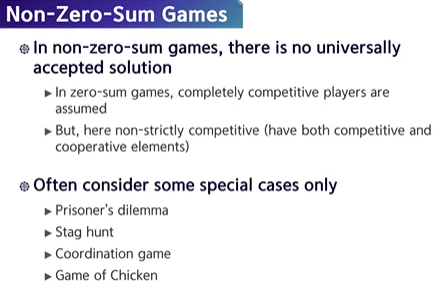 Non-Zero-Sum Games
In non-zero-sum games, there is no universally
accepted solution
In zero-sum games, completely competitive players are
assumed
But, here non-strictly competitive (have both competitive and
cooperative elements)
Often consider some special cases only
Prisoner's dilemma
Stag hunt
Coordination game
Game of Chicken